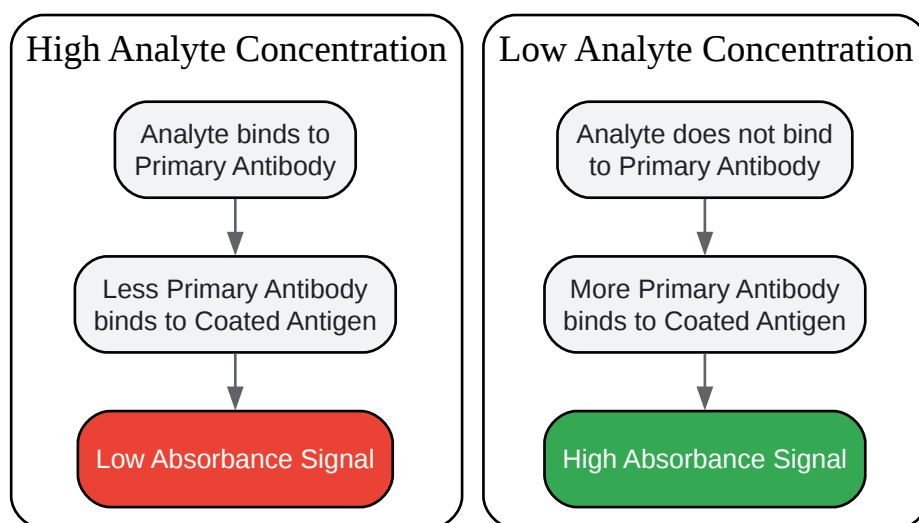 High Analyte Concentration
Analyte binds to
Primary Antibody
Less Primary Antibody
binds to Coated Antigen
Low Absorbance Signal
Low Analyte Concentration
Analyte does not bind
to Primary Antibody
More Primary Antibody
binds to Coated Antigen
High Absorbance Signal